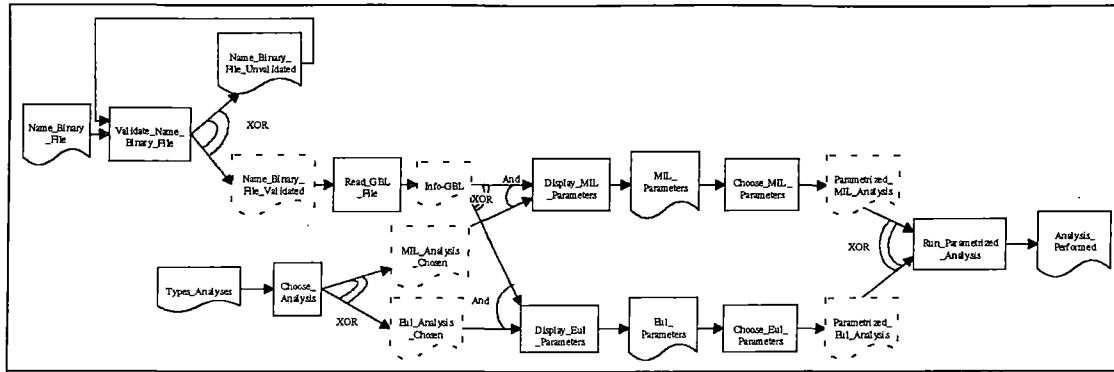 Name_Binary_
File_Unvalidated
Name_Binary
_File
Validate_Name_
Binary_File
XOR
Name_Binary_
File_Validated
Read_GBL
_File
Info-GBL
And
XOR
Display_MIL
_Parameters
MIL_
Parameters
Choose_MIL_
Parameters
Parametrized_
MIL_Analysis
MIL_Analysis
_Chosen
XOR
Run_Parametrized
_Analysis
Analysis_
Performed
Types_Analyses
Choose_
Analysis
XOR
Eul_Analysis
_Chosen
And
Display_Eul
_Parameters
Eul_
Parameters
Choose_Eul_
Parameters
Parametrized_
Eul_Analysis